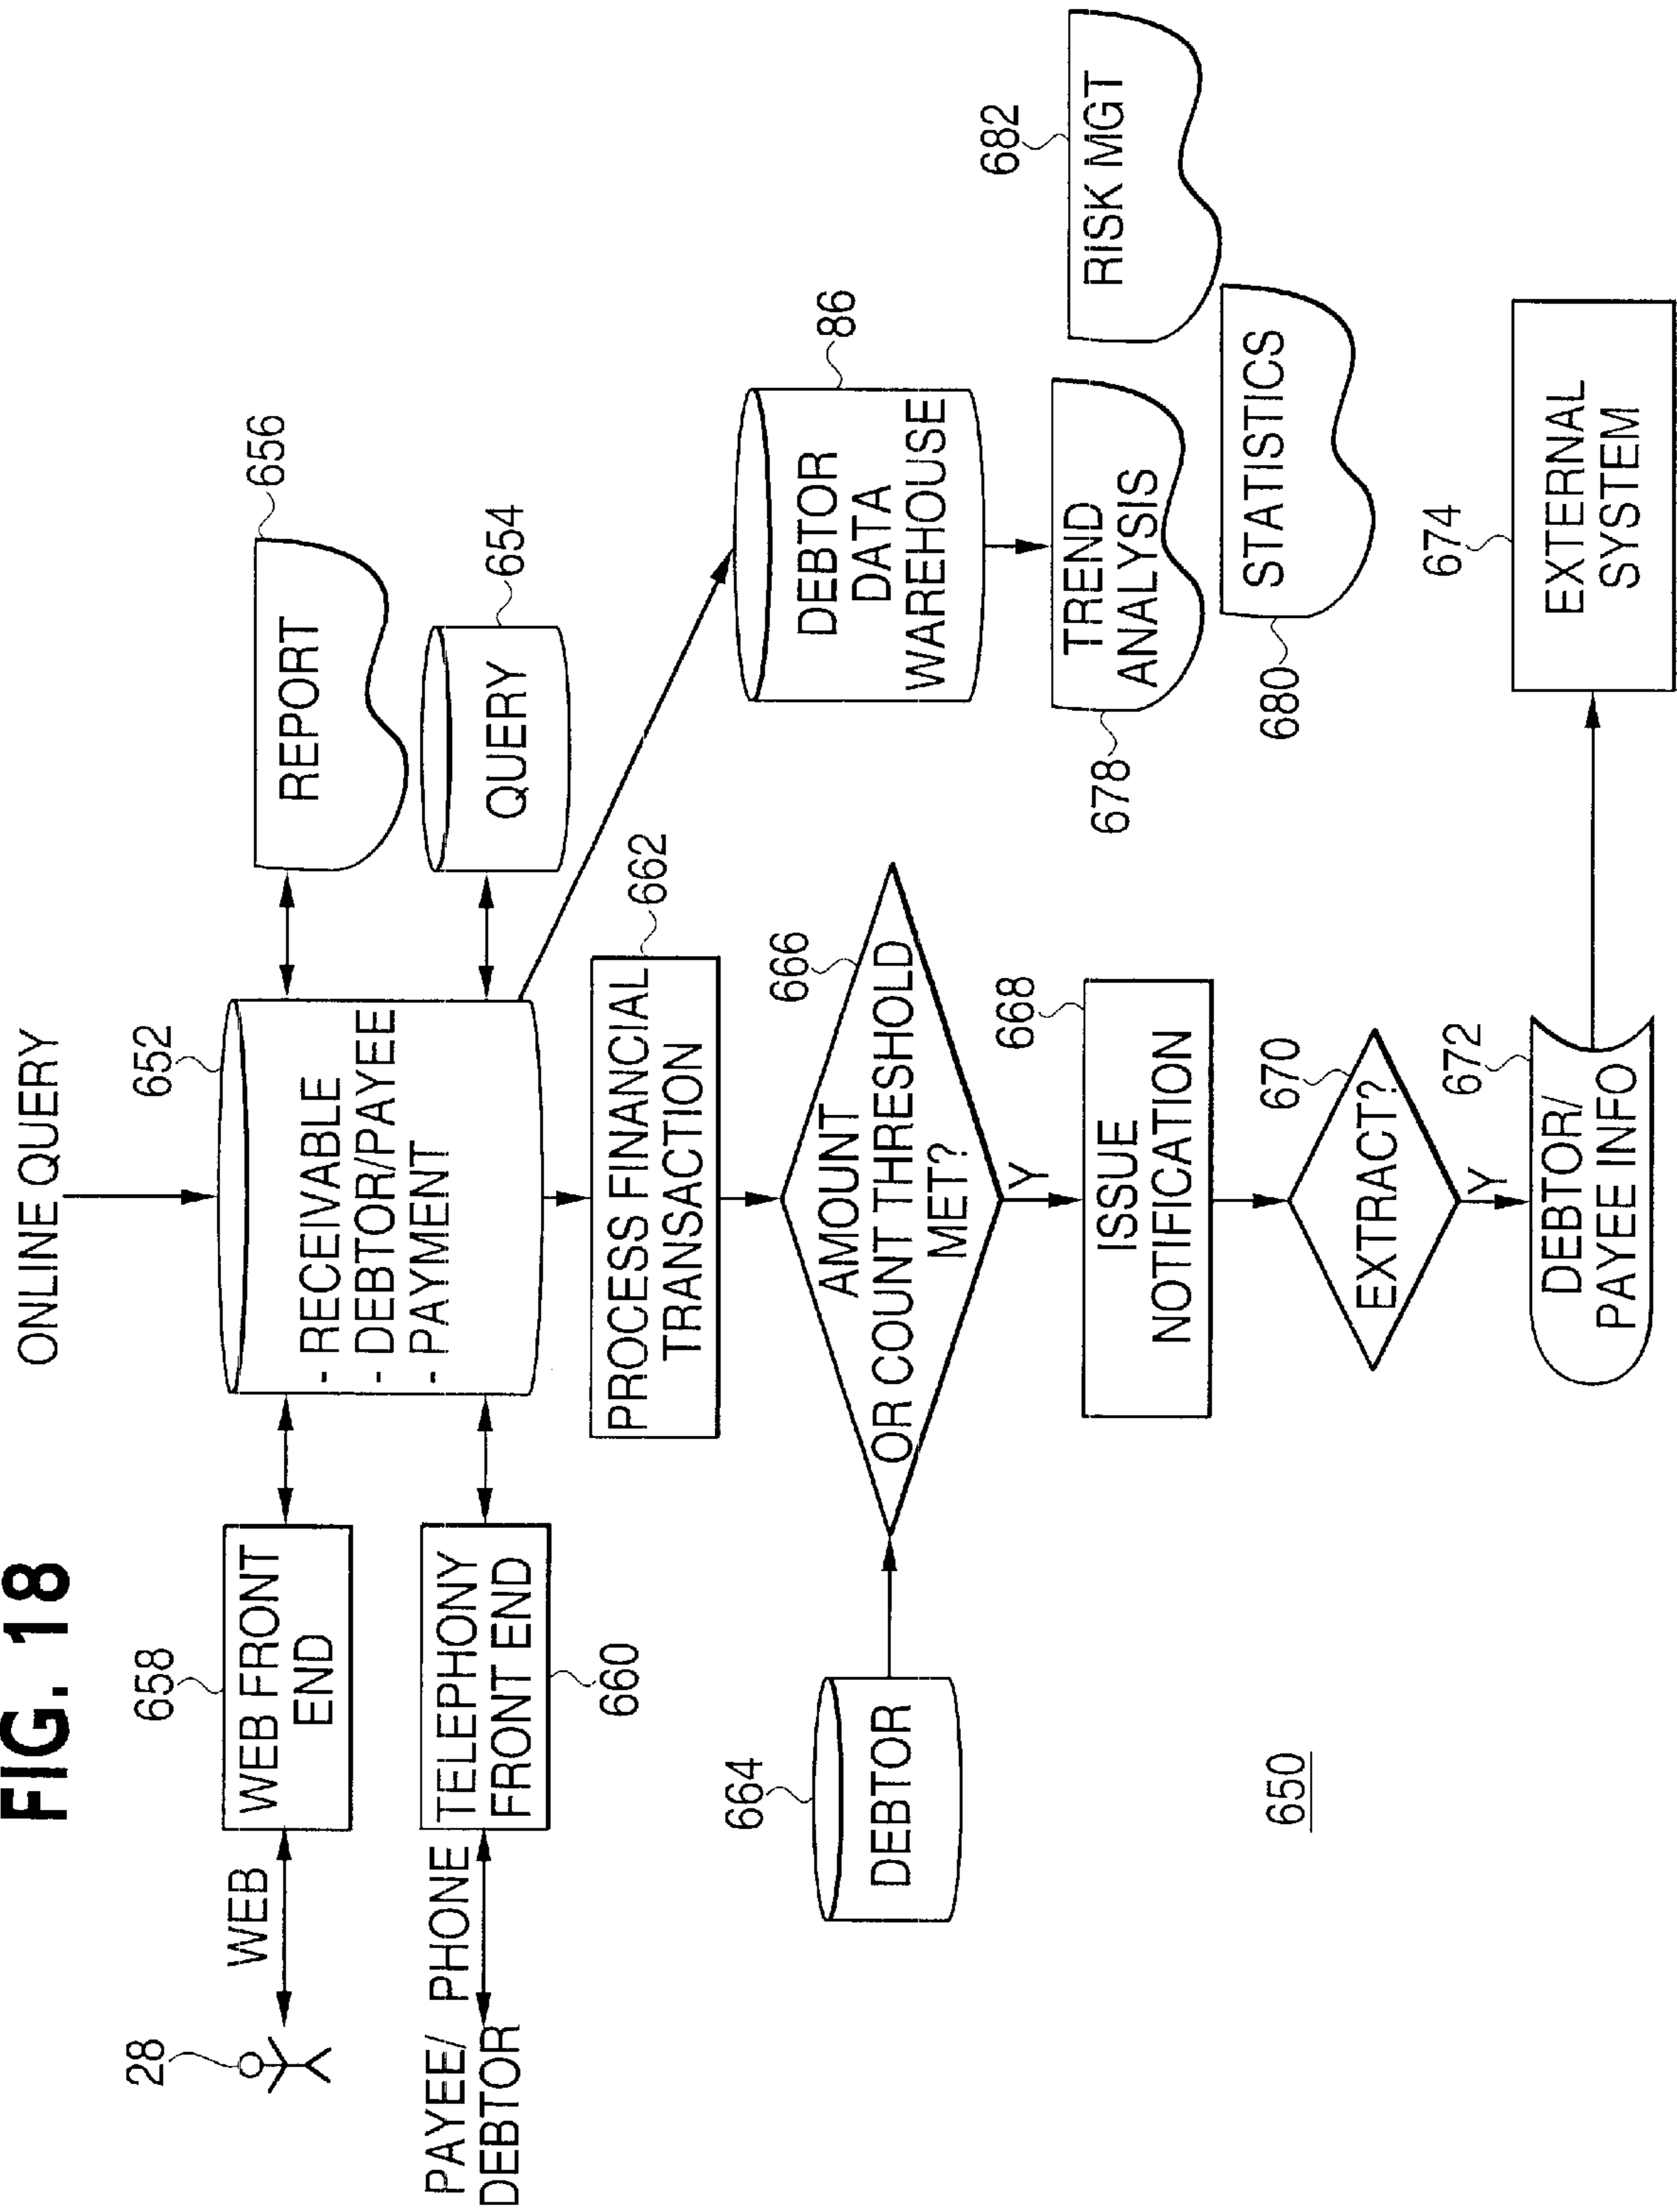 FIG. 18
ONLINE QUERY
28
WEB
658
WEB FRONT
END
652
- RECEIVABLE
- DEBTOR/PAYEE
- PAYMENT
656
REPORT
PAYEE/
DEBTOR
PHONE
TELEPHONY
FRONT END
660
654
QUERY
662
PROCESS FINANCIAL
TRANSACTION
86
DEBTOR
DATA
WAREHOUSE
664
DEBTOR
666
AMOUNT
OR COUNT THRESHOLD
MET?
Y
678
TREND
ANALYSIS
682
RISK MGT
680
STATISTICS
668
ISSUE
NOTIFICATION
670
EXTRACT?
Y
672
DEBTOR/
PAYEE INFO
674
EXTERNAL
SYSTEM
650